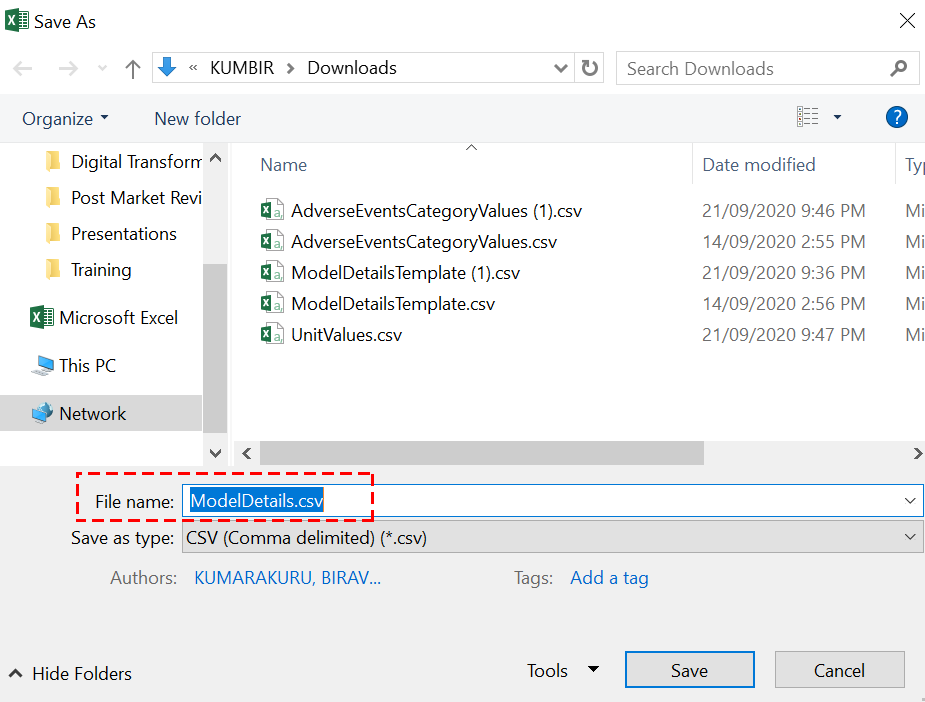 Save As
« KUMBIR > Downloads
Search Downloads
Organize
New folder
?
Digital Transform
Post Market Revi
Presentations
Training
Microsoft Excel
This PC
Network
Name Date modified Typ
AdverseEventsCategoryValues (1).csv 21/09/2020 9:46 PM Mi
AdverseEventsCategoryValues.csv 14/09/2020 2:55 PM Mi
ModelDetailsTemplate (1).csv 21/09/2020 9:36 PM Mi
ModelDetailsTemplate.csv 14/09/2020 2:56 PM Mi
UnitValues.csv 21/09/2020 9:47 PM Mi
File name: ModelDetails.csv
Save as type: CSV (Comma delimited) (*.csv)
Authors: KUMARAKURU, BIRAV... Tags: Add a tag
Hide Folders Tools Save Cancel